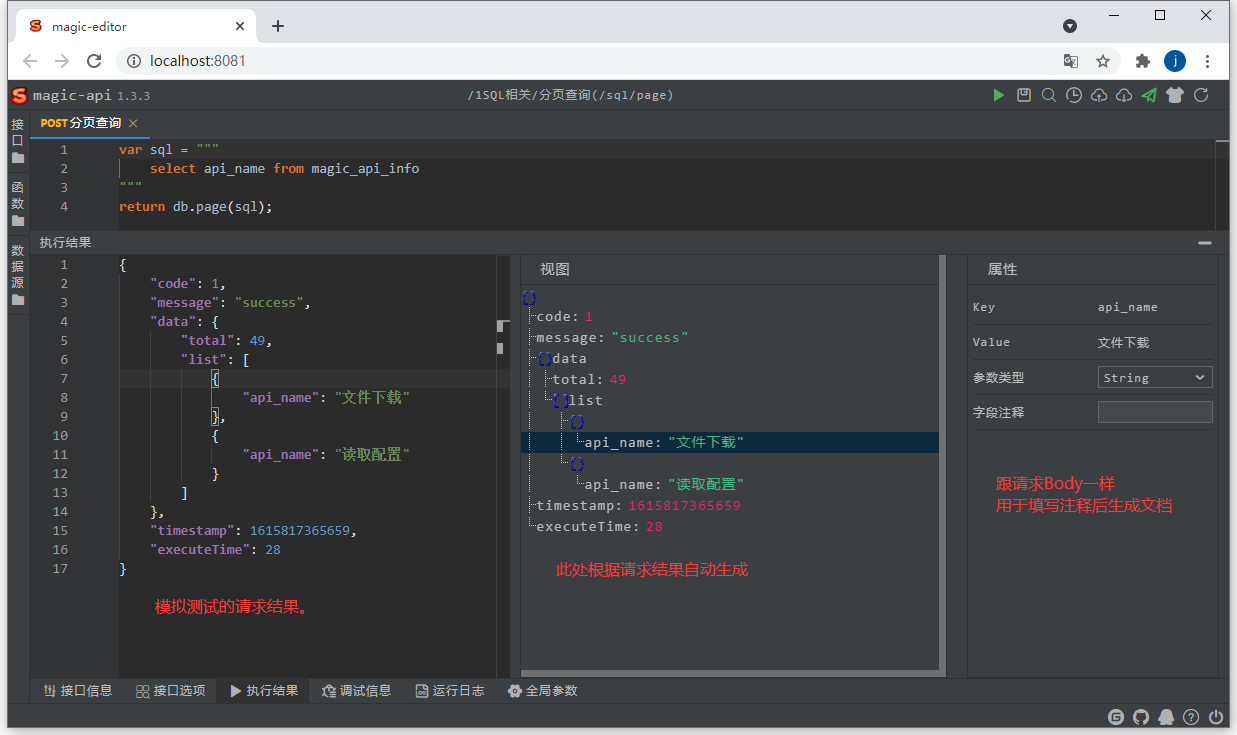 magic-editor
localhost:8081
j
magic-api 1.3.3
/1SQL相关/分页查询(/sql/page)
接口
函数
数据源
POST 分页查询
1 var sql = """
2 select api_name from magic_api_info
3 """
4 return db.page(sql);
执行结果
1 {
2 "code": 1,
3 "message": "success",
4 "data": {
5 "total": 49,
6 "list": [
7 {
8 "api_name": "文件下载"
9 },
10 {
11 "api_name": "读取配置"
12 }
13 ]
14 },
15 "timestamp": 1615817365659,
16 "executeTime": 28
17 }
模拟测试的请求结果。
视图
{}
code: 1
message: "success"
{}data
total: 49
[]list
{}
api_name: "文件下载"
{}
api_name: "读取配置"
timestamp: 1615817365659
executeTime: 28
此处根据请求结果自动生成
属性
Key api_name
Value 文件下载
参数类型 String
字段注释
跟请求Body一样
用于填写注释后生成文档
接口信息 接口选项 执行结果 调试信息 运行日志 全局参数